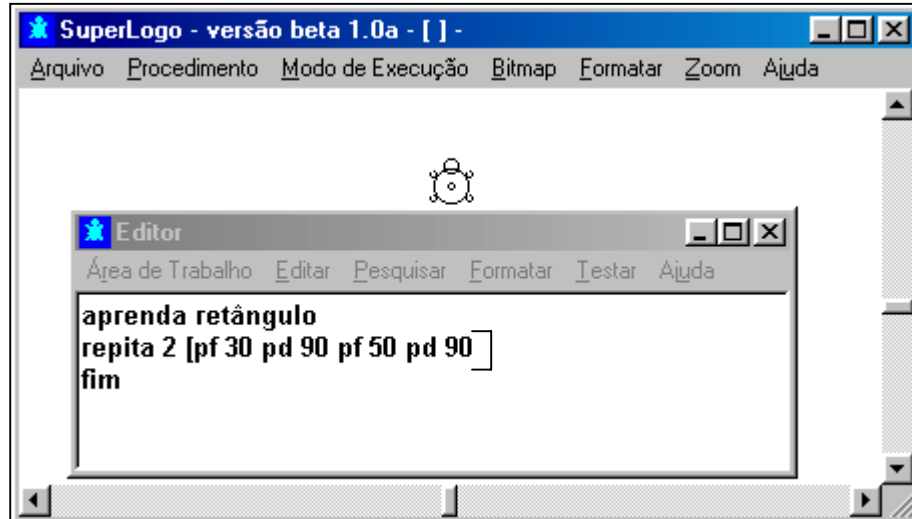 SuperLogo - versão beta 1.0a - [ ] -
Arquivo Procedimento Modo de Execução Bitmap Formatar Zoom Ajuda
Editor
Área de Trabalho Editar Pesquisar Formatar Testar Ajuda
aprenda retângulo
repita 2 [pf 30 pd 90 pf 50 pd 90 ]
fim